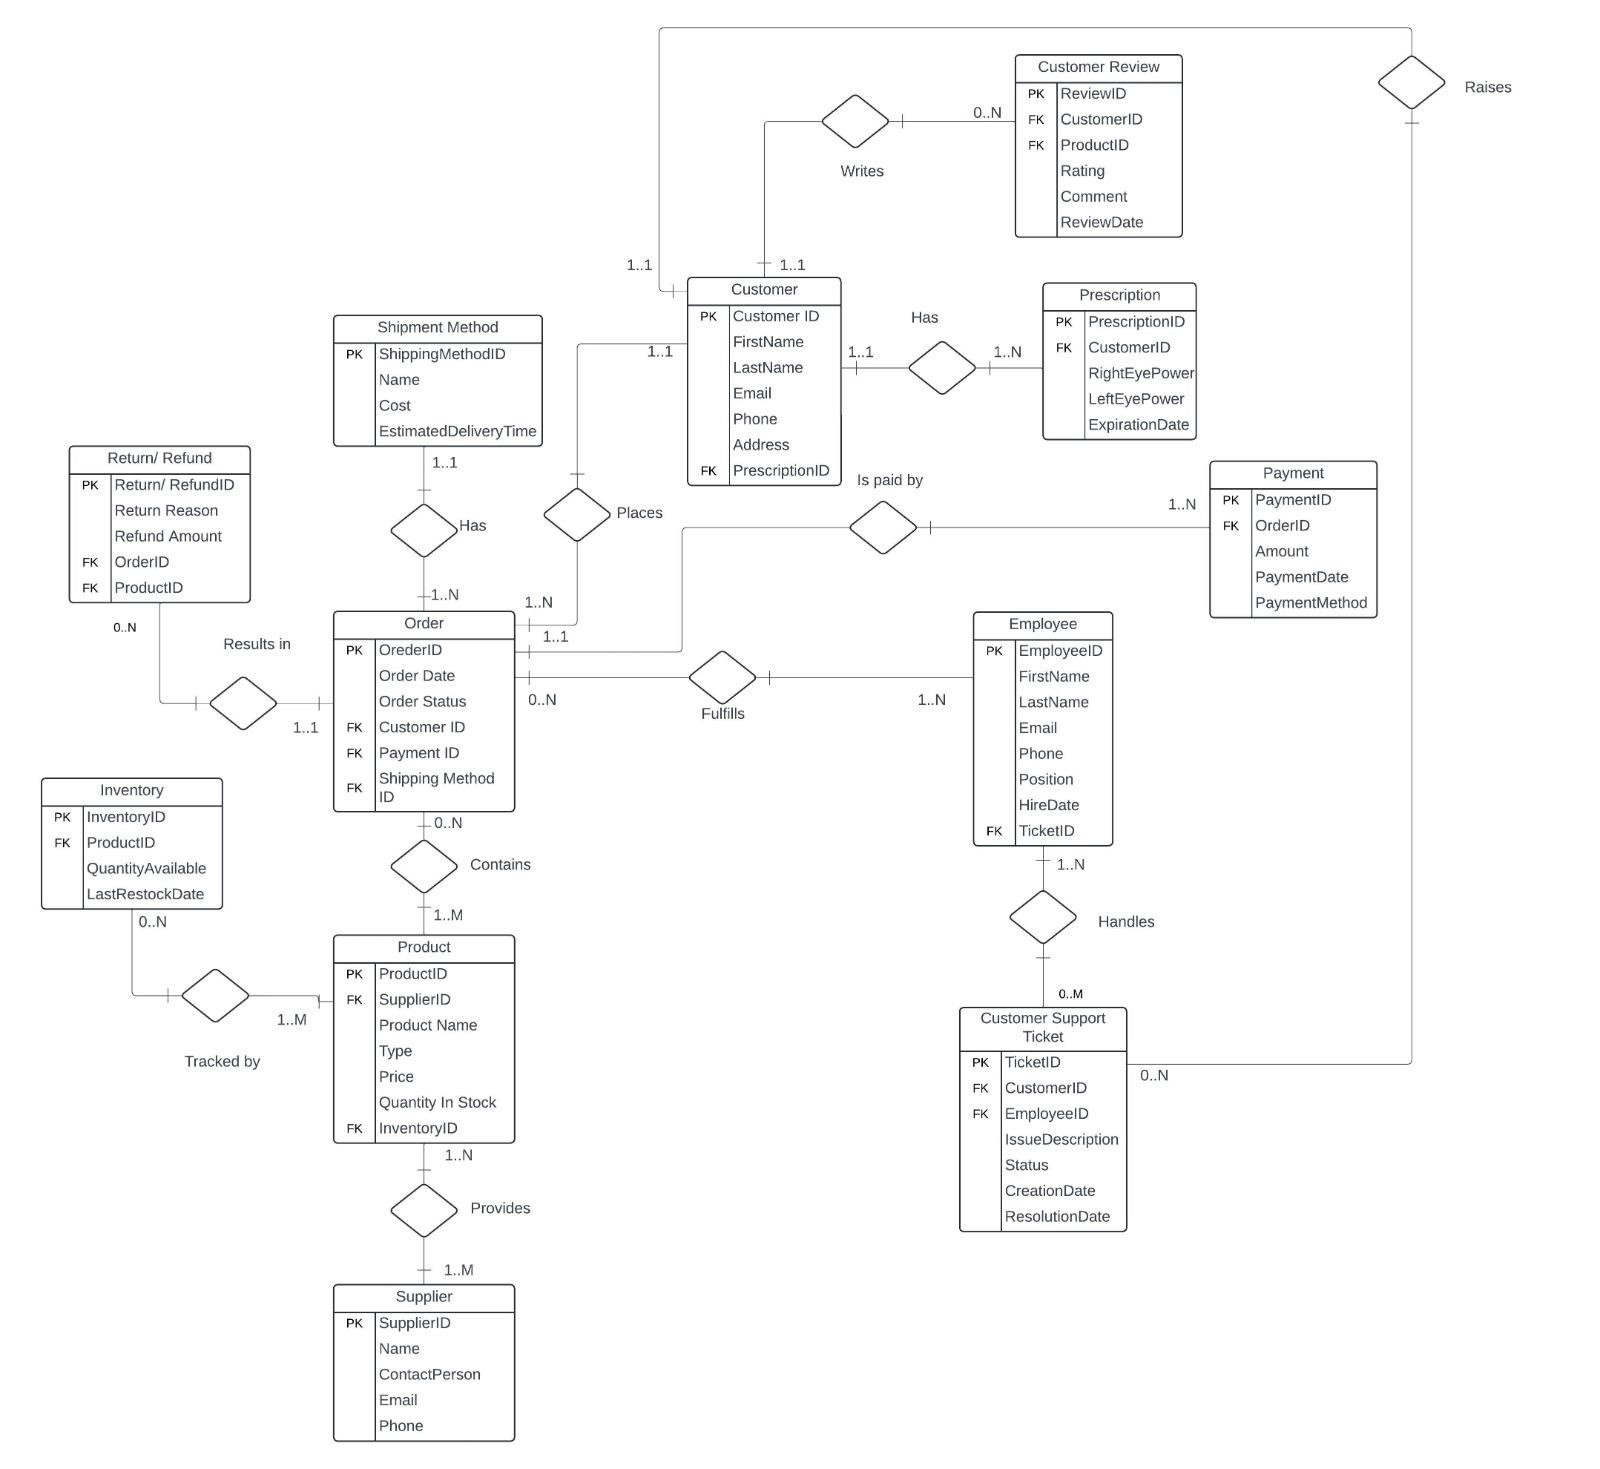 Raises
Customer Review
PK ReviewID
FK CustomerID
FK ProductID
Rating
Comment
ReviewDate
0..N
Writes
1..1
1..1
Customer
PK Customer ID
FirstName
LastName
Email
Phone
Address
FK PrescriptionID
Has
1..1
1..N
Prescription
PK PrescriptionID
FK CustomerID
RightEyePower
LeftEyePower
ExpirationDate
Shipment Method
PK ShippingMethodID
Name
Cost
EstimatedDeliveryTime
1..1
Has
1..N
1..1
Places
1..N
Return/ Refund
PK Return/ RefundID
Return Reason
Refund Amount
FK OrderID
FK ProductID
0..N
Results in
1..1
Is paid by
1..N
1..1
Payment
PK PaymentID
FK OrderID
Amount
PaymentDate
PaymentMethod
Order
PK OrederID
Order Date
Order Status
FK Customer ID
FK Payment ID
FK Shipping Method
ID
0..N
Fulfills
1..N
Employee
PK EmployeeID
FirstName
LastName
Email
Phone
Position
HireDate
FK TicketID
Inventory
PK InventoryID
FK ProductID
QuantityAvailable
LastRestockDate
0..N
Tracked by
1..M
0..N
Contains
1..M
Product
PK ProductID
FK SupplierID
Product Name
Type
Price
Quantity In Stock
FK InventoryID
1..N
Handles
0..M
Customer Support
Ticket
PK TicketID
FK CustomerID
FK EmployeeID
IssueDescription
Status
CreationDate
ResolutionDate
0..N
1..N
Provides
1..M
Supplier
PK SupplierID
Name
ContactPerson
Email
Phone